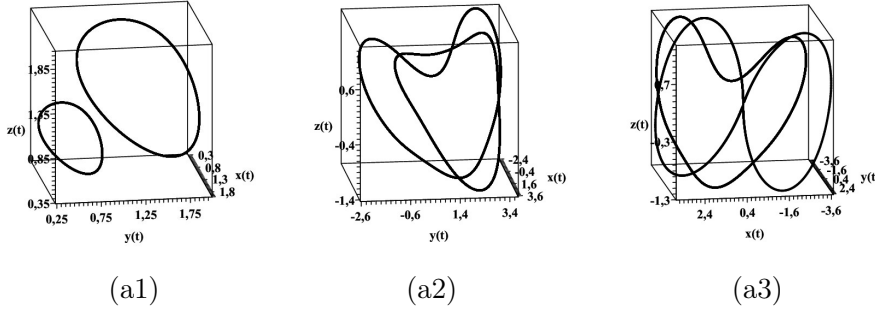 1,85
1,35
z(t)
0,85
0,35
0,25
0,75
1,25
1,75
y(t)
0,3
0,8
1,3
1,8
x(t)
0,6
z(t)
-0,4
-1,4
-2,6
-0,6
1,4
3,4
y(t)
-2,4
-0,4
1,6
3,6
x(t)
0,7
z(t)
-0,3
-1,3
2,4
0,4
-1,6
-3,6
x(t)
-3,6
-1,6
0,4
2,4
y(t)
(a1)
(a2)
(a3)